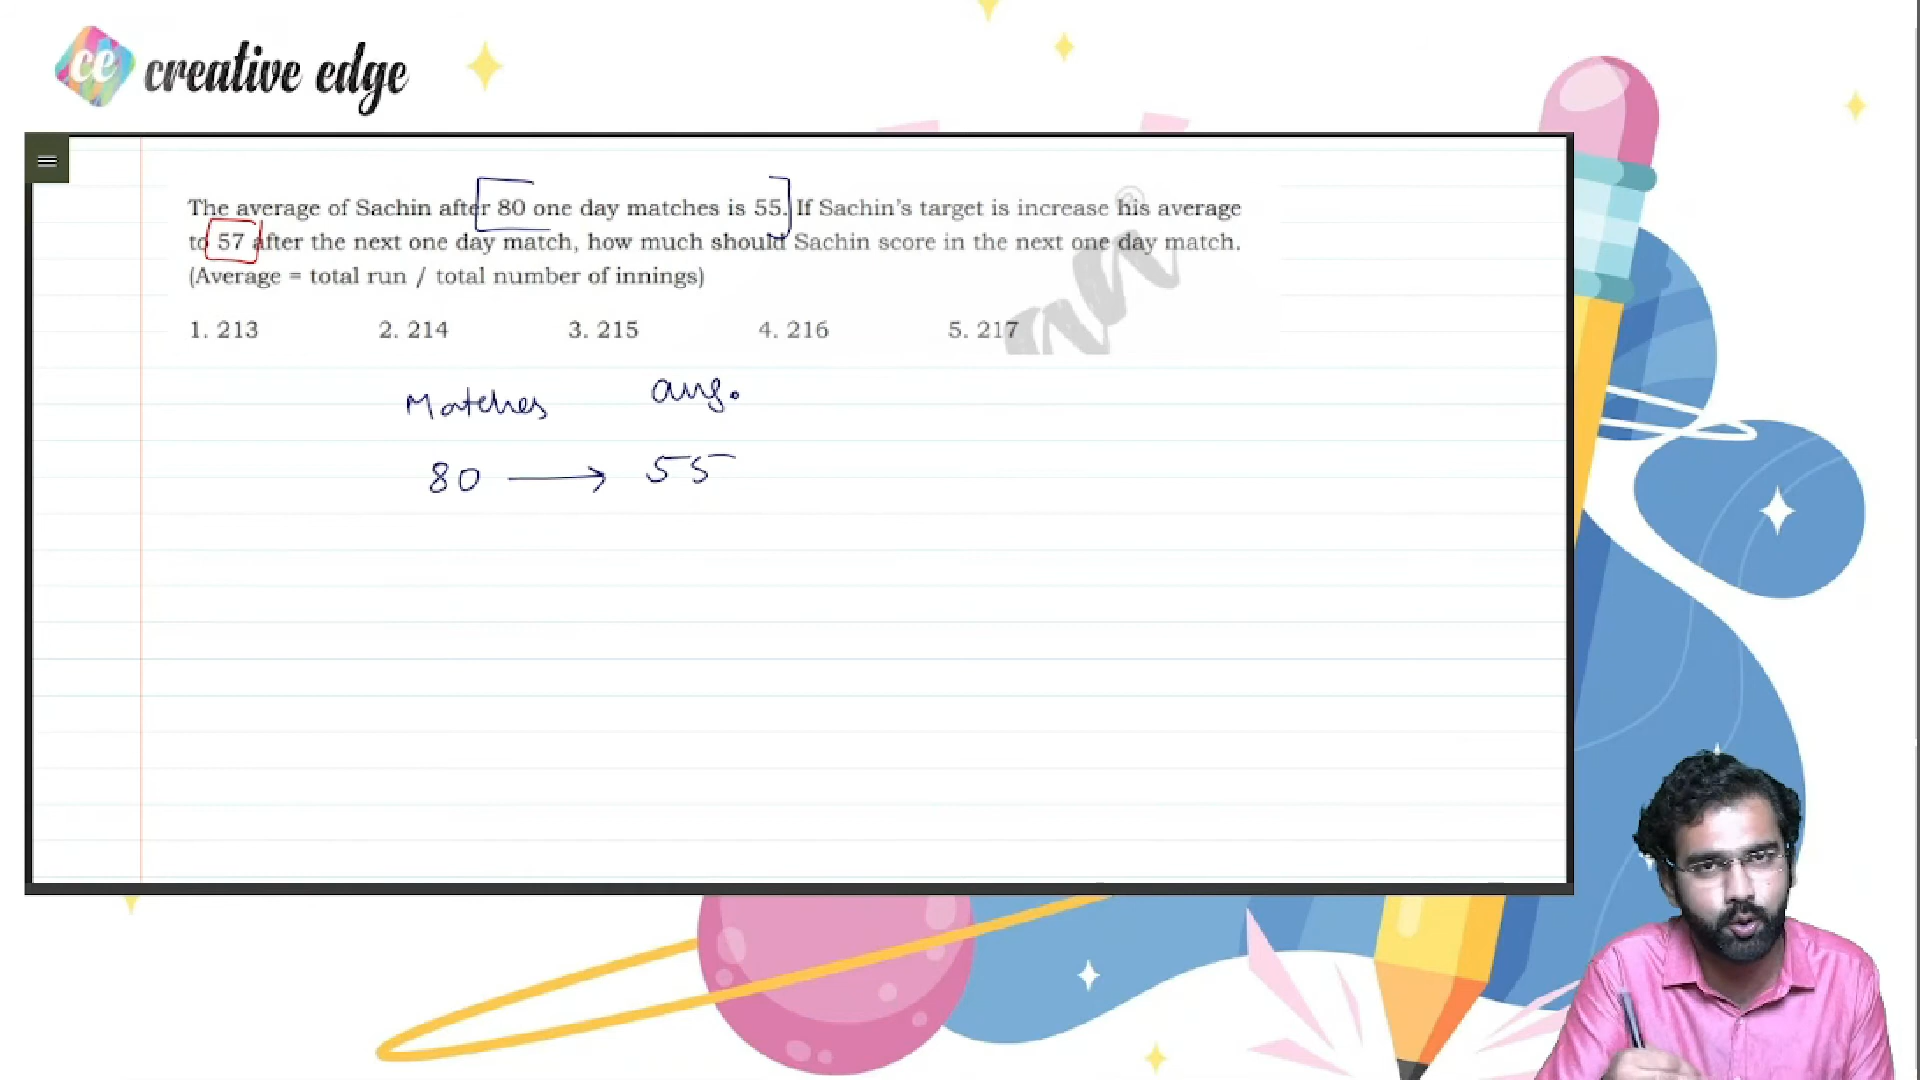 ce creative edge
The average of Sachin after 80 one day matches is 55. If Sachin's target is increase his average
to 57 after the next one day match, how much should Sachin score in the next one day match.
(Average = total run / total number of innings)
1. 213 2. 214 3. 215 4. 216 5. 217
Matches avg.
80 → 55